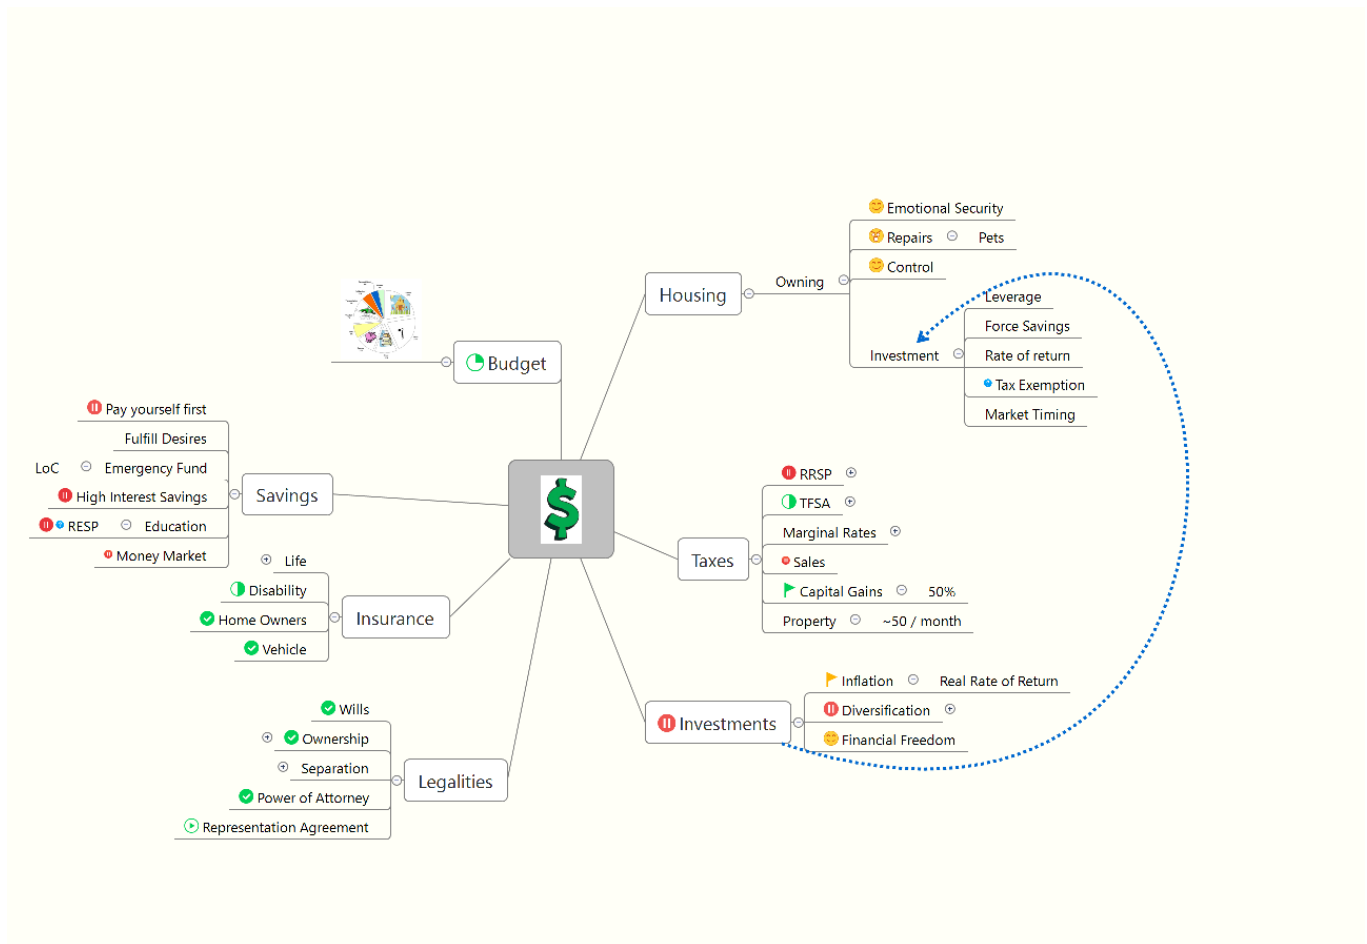 Emotional Security
Repairs
Pets
Control
Owning
Housing
Leverage
Force Savings
Investment
Rate of return
Tax Exemption
Market Timing
Budget
Pay yourself first
Fulfill Desires
LoC
Emergency Fund
High Interest Savings
RESP
Education
Money Market
Savings
$
Life
Disability
Home Owners
Vehicle
Insurance
RRSP
TFSA
Marginal Rates
Taxes
Sales
Capital Gains
50%
Property
~50 / month
Inflation
Real Rate of Return
Investments
Diversification
Financial Freedom
Wills
Ownership
Separation
Legalities
Power of Attorney
Representation Agreement